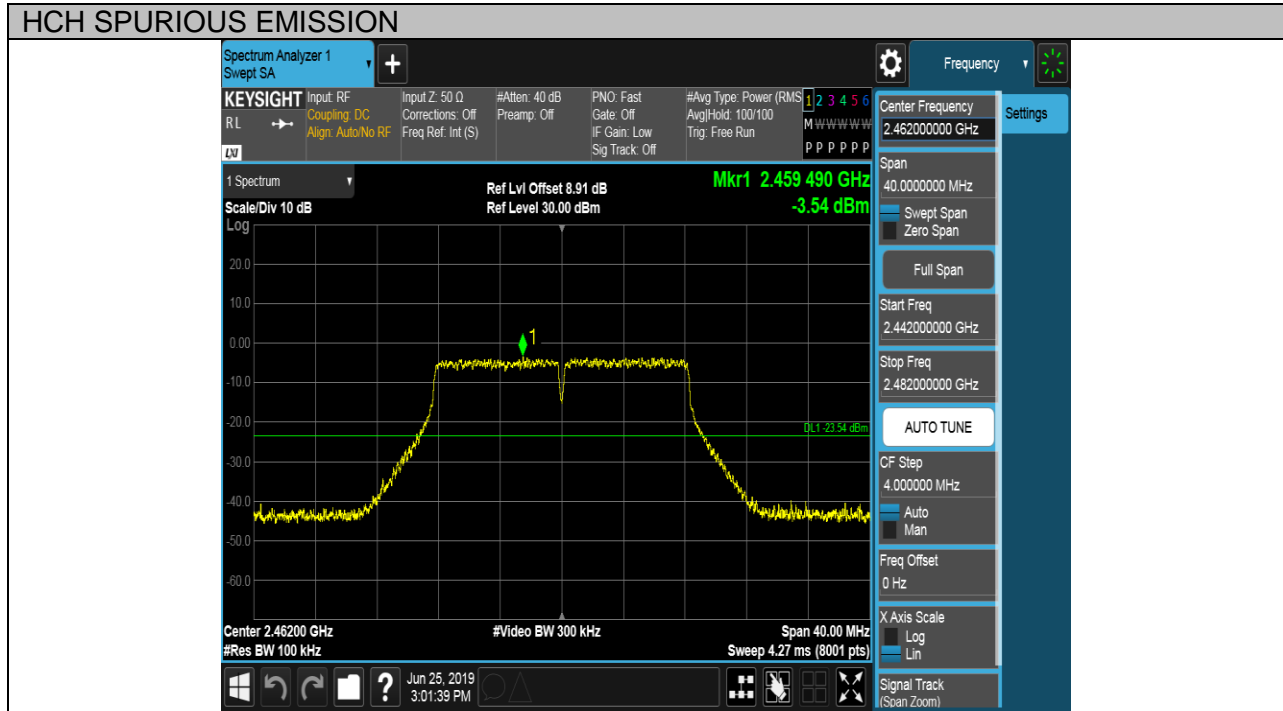 HCH SPURIOUS EMISSION
Spectrum Analyzer 1
Swept SA
+
Frequency
KEYSIGHT
RL
LXI
Input: RF
Coupling: DC
Align: Auto/No RF
Input Z: 50 Ω
Corrections: Off
Freq Ref: Int (S)
#Atten: 40 dB
Preamp: Off
PNO: Fast
Gate: Off
IF Gain: Low
Sig Track: Off
#Avg Type: Power (RMS
Avg|Hold: 100/100
Trig: Free Run
1 2 3 4 5 6
M W W W W W
P P P P P P
1 Spectrum
Scale/Div 10 dB
Ref Lvl Offset 8.91 dB
Ref Level 30.00 dBm
Mkr1 2.459 490 GHz
-3.54 dBm
Log
20.0
10.0
0.00
-10.0
-20.0
-30.0
-40.0
-50.0
-60.0
1
DL1 -23.54 dBm
Center 2.46200 GHz
#Res BW 100 kHz
#Video BW 300 kHz
Span 40.00 MHz
Sweep 4.27 ms (8001 pts)
?
Jun 25, 2019
3:01:39 PM
Center Frequency
2.462000000 GHz
Settings
Span
40.0000000 MHz
Swept Span
Zero Span
Full Span
Start Freq
2.442000000 GHz
Stop Freq
2.482000000 GHz
AUTO TUNE
CF Step
4.000000 MHz
Auto
Man
Freq Offset
0 Hz
X Axis Scale
Log
Lin
Signal Track
(Span Zoom)